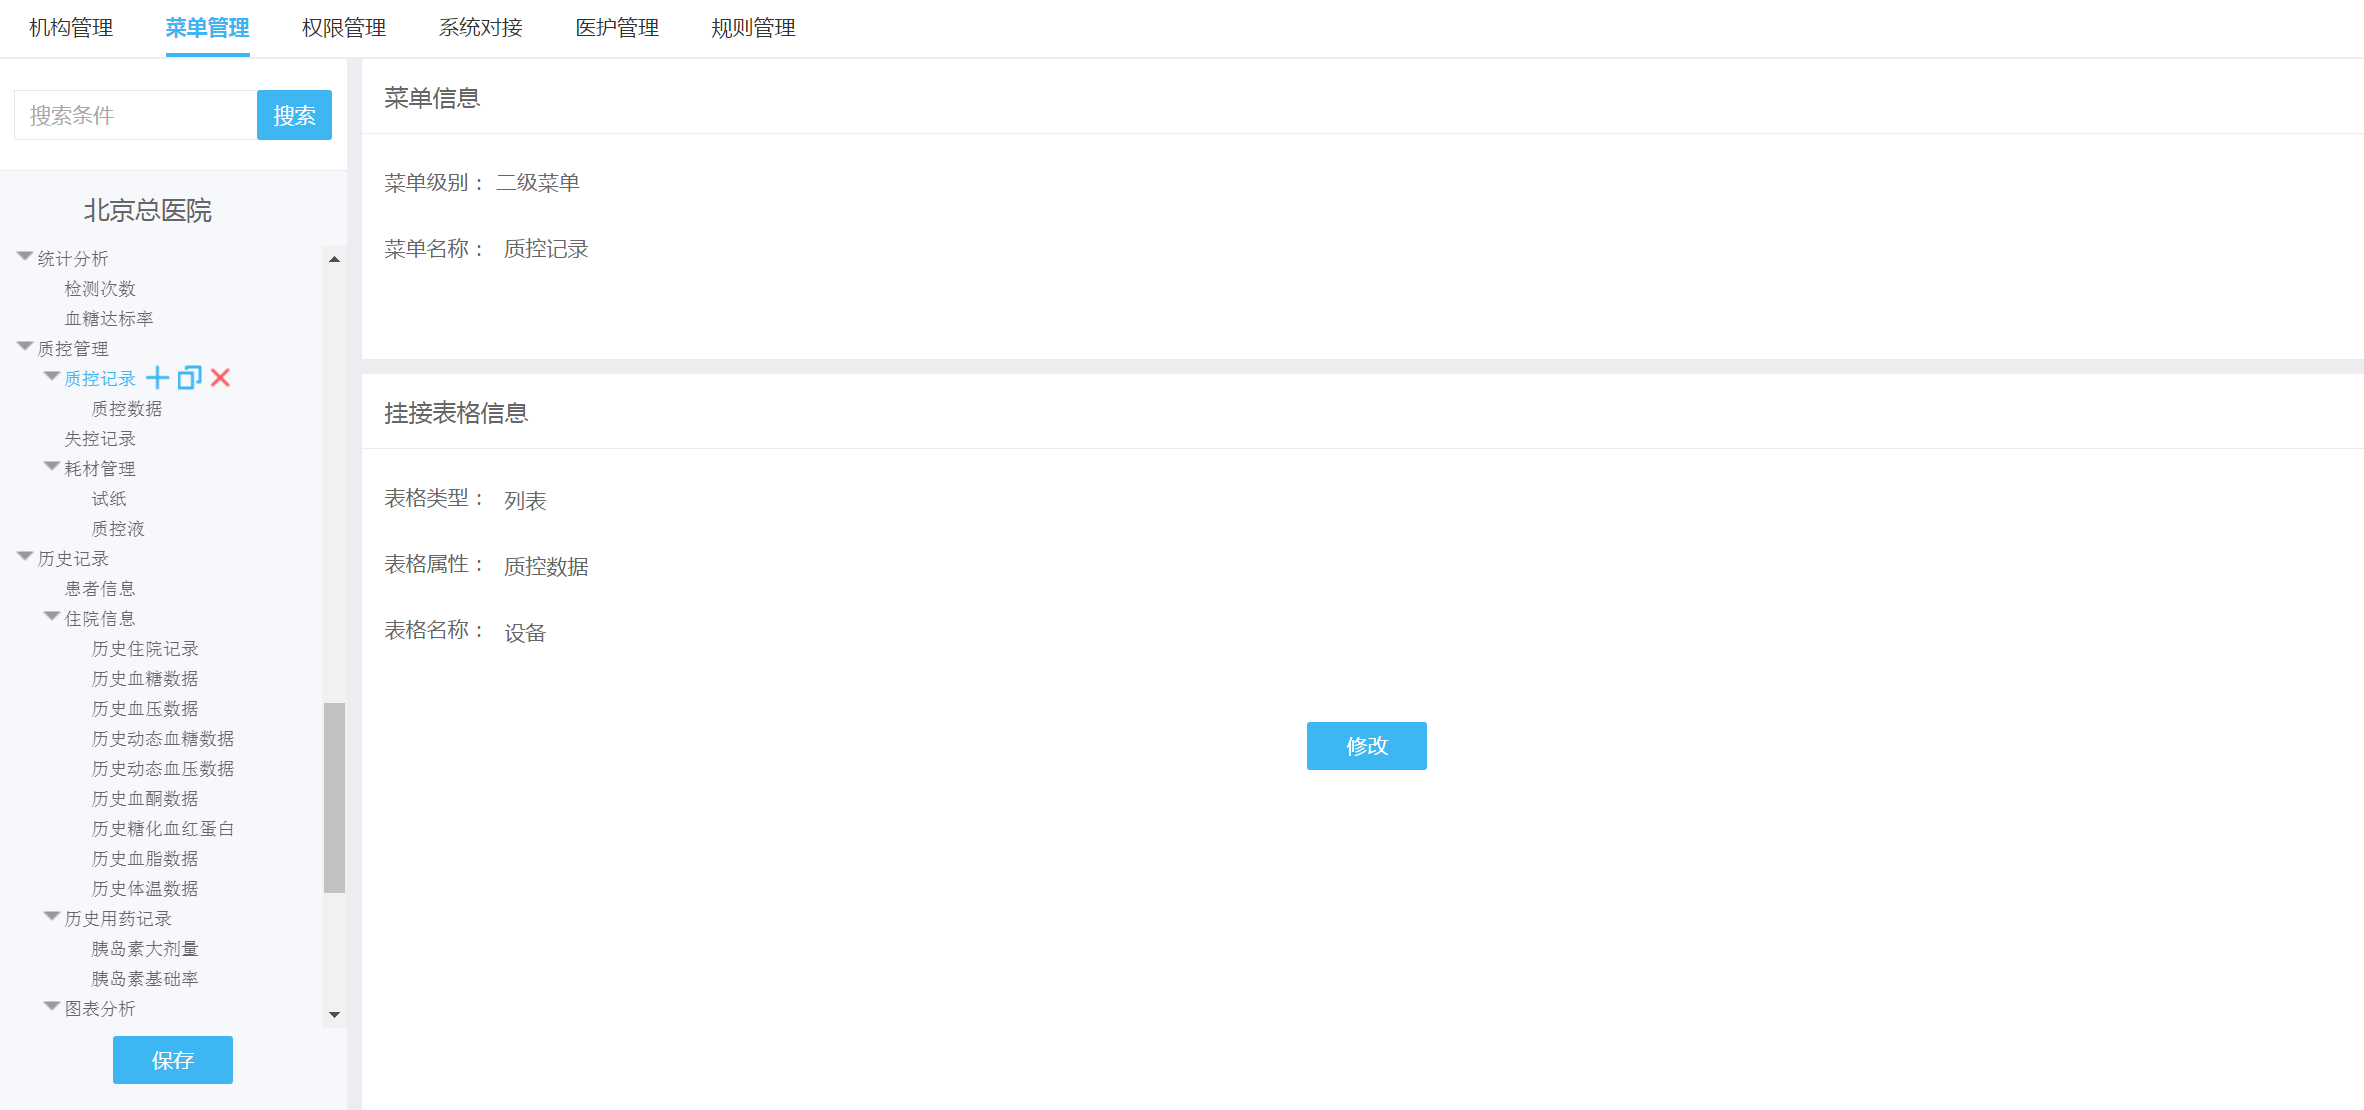 机构管理 菜单管理 权限管理 系统对接 医护管理 规则管理
搜索条件 搜索
北京总医院
统计分析
检测次数
血糖达标率
质控管理
质控记录
质控数据
失控记录
耗材管理
试纸
质控液
历史记录
患者信息
住院信息
历史住院记录
历史血糖数据
历史血压数据
历史动态血糖数据
历史动态血压数据
历史血酮数据
历史糖化血红蛋白
历史血脂数据
历史体温数据
历史用药记录
胰岛素大剂量
胰岛素基础率
图表分析
保存
菜单信息
菜单级别： 二级菜单
菜单名称： 质控记录
挂接表格信息
表格类型： 列表
表格属性： 质控数据
表格名称： 设备
修改